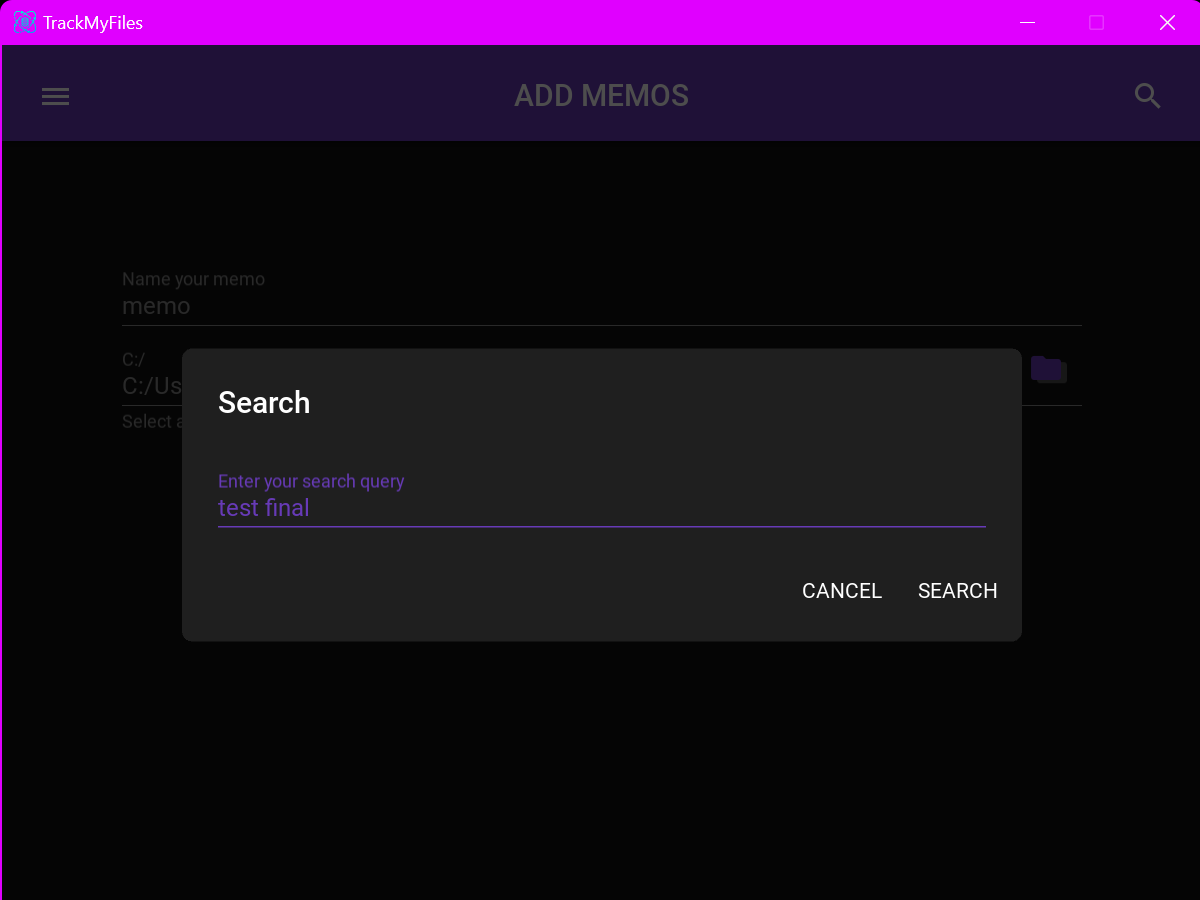 TrackMyFiles
ADD MEMOS
Name your memo
memo
C:/
C:/Us
Select a
Search
Enter your search query
test final
CANCEL SEARCH